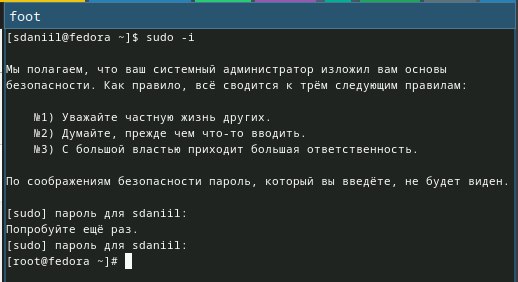 foot
[sdaniil@fedora ~]$ sudo -i
Мы полагаем, что ваш системный администратор изложил вам основы
безопасности. Как правило, всё сводится к трём следующим правилам:
№1) Уважайте частную жизнь других.
№2) Думайте, прежде чем что-то вводить.
№3) С большой властью приходит большая ответственность.
По соображениям безопасности пароль, который вы введёте, не будет виден.
[sudo] пароль для sdaniil:
Попробуйте ещё раз.
[sudo] пароль для sdaniil:
[root@fedora ~]#